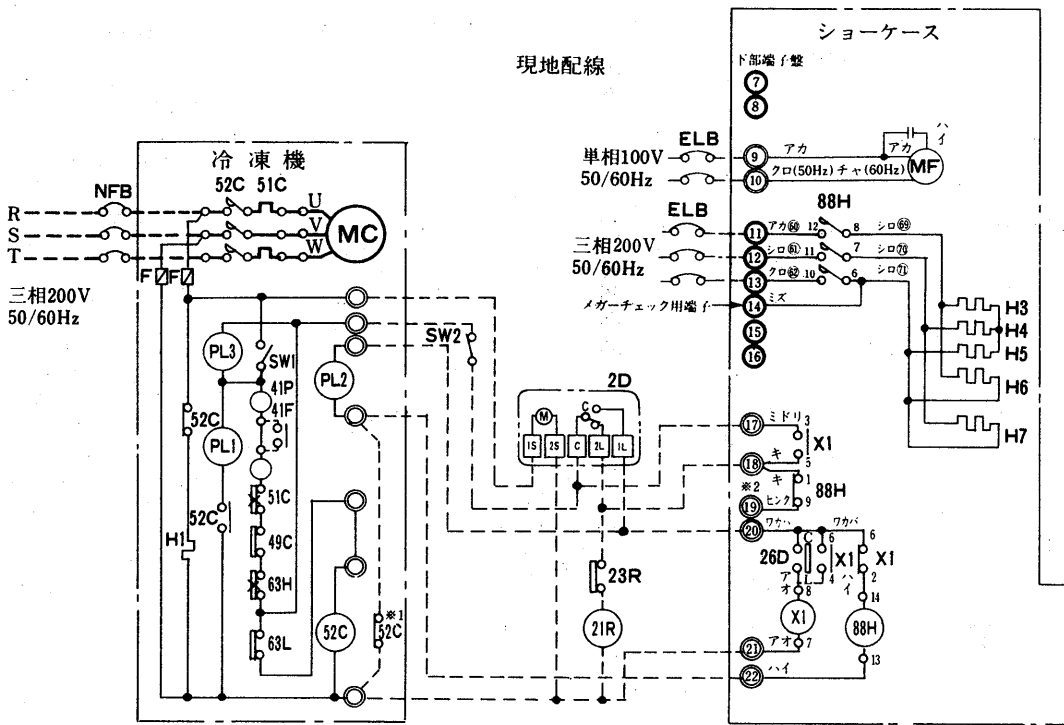 ショーケース
現地配線
下部端子盤
7
8
ELB
単相100V
50/60Hz
9
アカ
アカ
ハイ
10
クロ(50Hz)チャ(60Hz)
MF
冷凍機
NFB
52C
51C
U
R
S
V
T
W
MC
F
F
三相200V
50/60Hz
ELB
88H
三相200V
50/60Hz
11
アカ60
12
8
シロ69
12
シロ61
11
7
シロ70
13
クロ62
10
6
シロ71
メガーチェック用端子
14
ミズ
15
16
H3
H4
H5
H6
H7
PL3
SW1
41P
41F
PL2
SW2
2D
M
C
1S
2S
C
2L
1L
52C
PL1
51C
52C
49C
H1
63H
63L
52C
※1
52C
23R
21R
17
ミドリ
3
X1
18
キ
5
キ
1
※2
88H
19
ピンク
9
20
ワカバ
ワカバ
26D
C
L
6
X1
4
6
X1
2
アオ
8
ハイ
14
X1
88H
21
アオ
7
13
22
ハイ